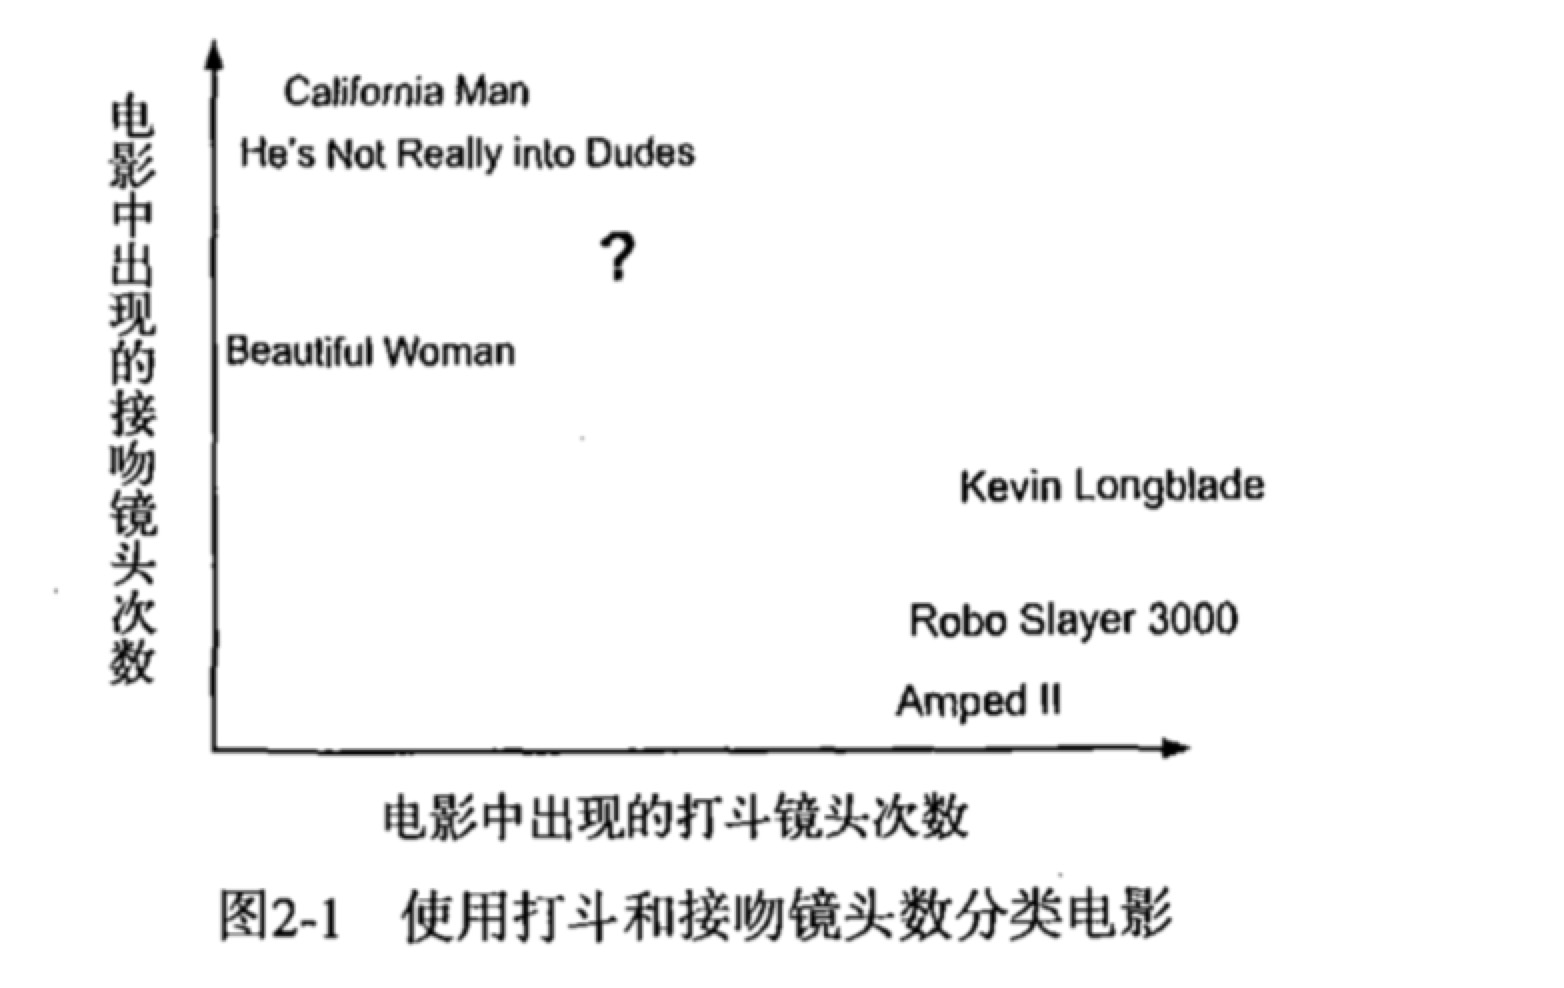 电影中出现的接吻镜头次数
California Man
He's Not Really into Dudes
?
Beautiful Woman
Kevin Longblade
Robo Slayer 3000
Amped II
电影中出现的打斗镜头次数
图2-1 使用打斗和接吻镜头数分类电影